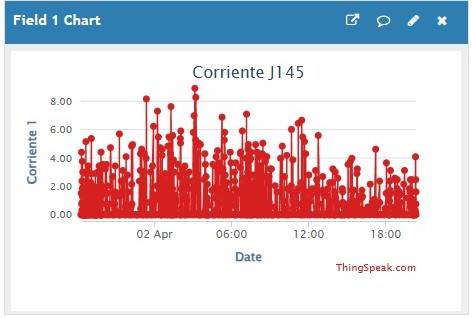 Field 1 Chart
Corriente J145
Corriente 1
8.00
6.00
4.00
2.00
0.00
02 Apr
06:00
12:00
18:00
Date
ThingSpeak.com